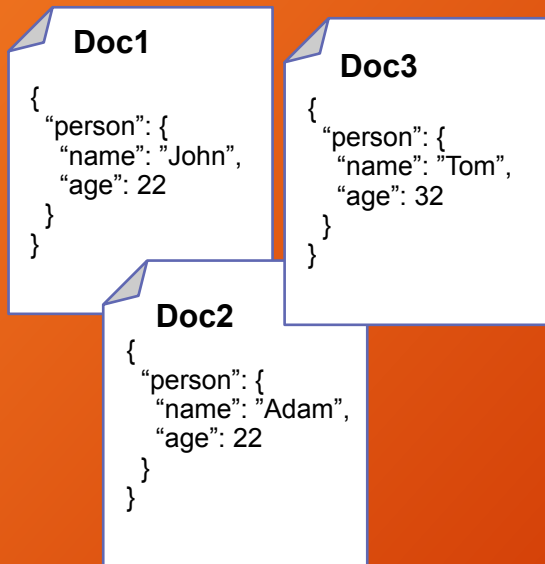 Doc1
{
“person”: {
“name”: ”John”,
“age”: 22
}
}
Doc3
{
“person”: {
“name”: ”Tom”,
“age”: 32
}
}
Doc2
{
“person”: {
“name”: ”Adam”,
“age”: 22
}
}